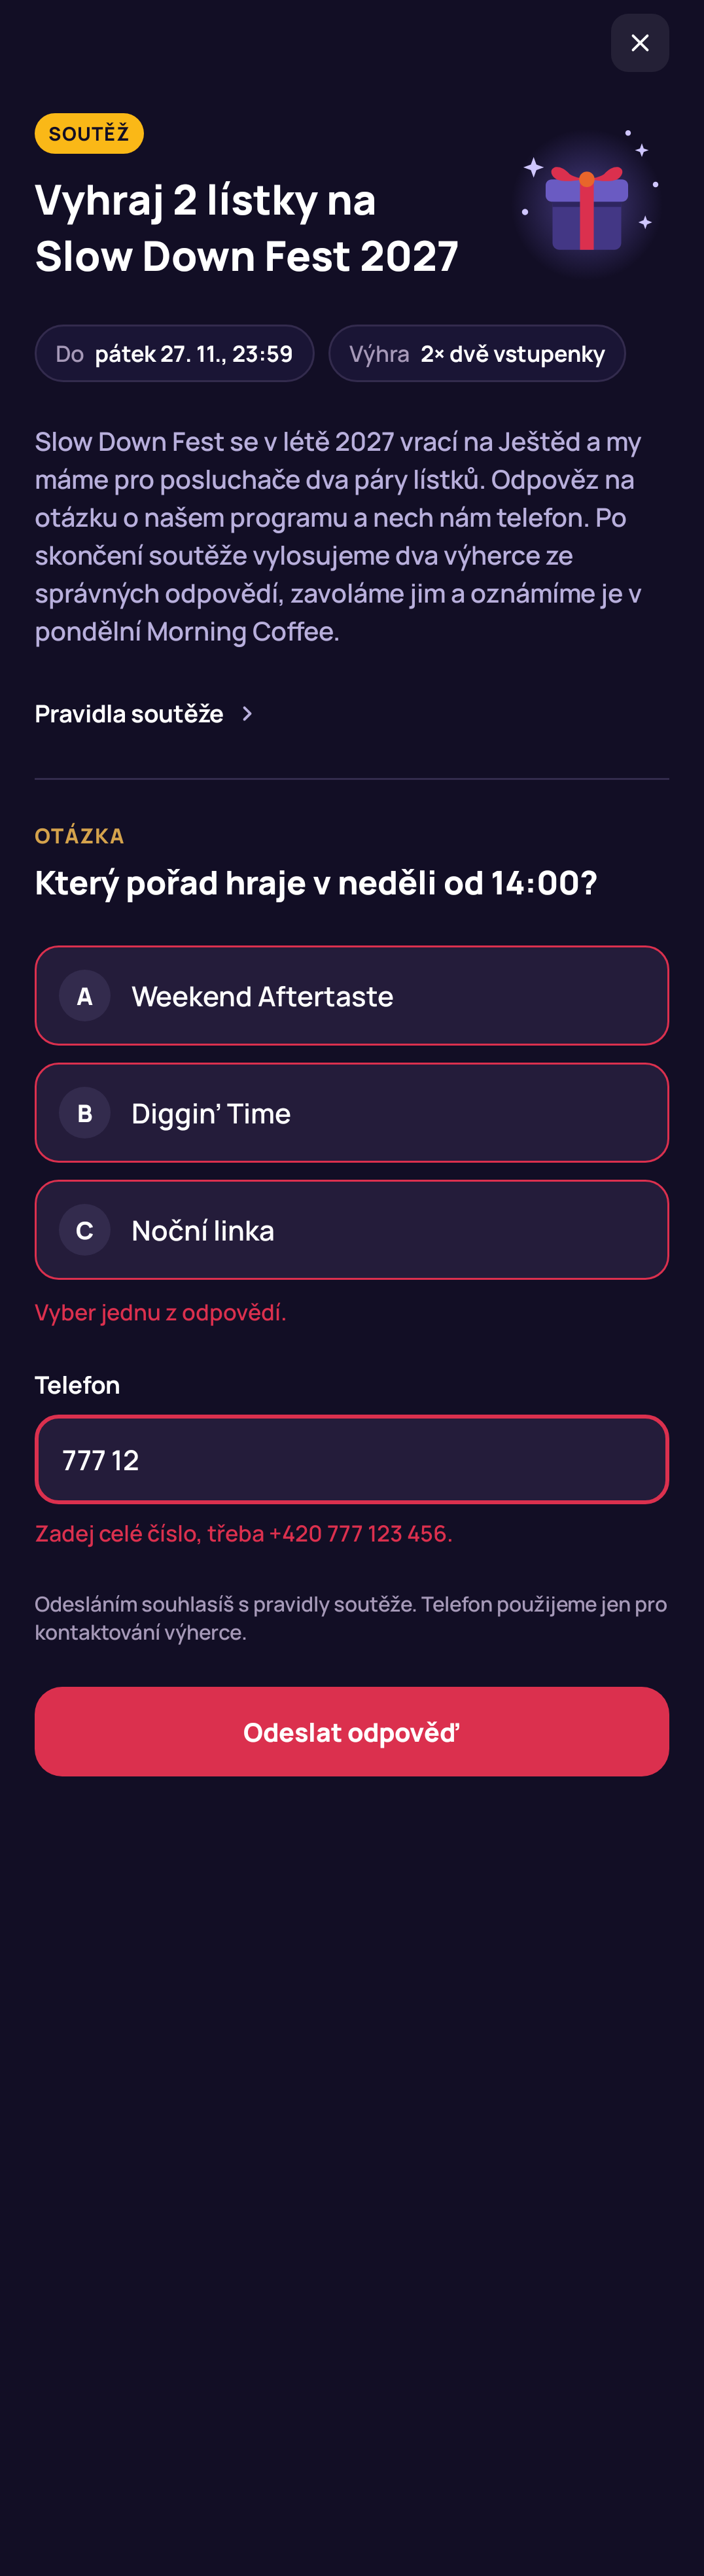 SOUTĚŽ
Vyhraj 2 lístky na
Slow Down Fest 2027
Do pátek 27. 11., 23:59
Výhra 2× dvě vstupenky
Slow Down Fest se v létě 2027 vrací na Ještěd a my
máme pro posluchače dva páry lístků. Odpověz na
otázku o našem programu a nech nám telefon. Po
skončení soutěže vylosujeme dva výherce ze
správných odpovědí, zavoláme jim a oznámíme je v
pondělní Morning Coffee.
Pravidla soutěže
OTÁZKA
Který pořad hraje v neděli od 14:00?
A Weekend Aftertaste
B Diggin’ Time
C Noční linka
Vyber jednu z odpovědí.
Telefon
777 12
Zadej celé číslo, třeba +420 777 123 456.
Odesláním souhlasíš s pravidly soutěže. Telefon použijeme jen pro
kontaktování výherce.
Odeslat odpověď